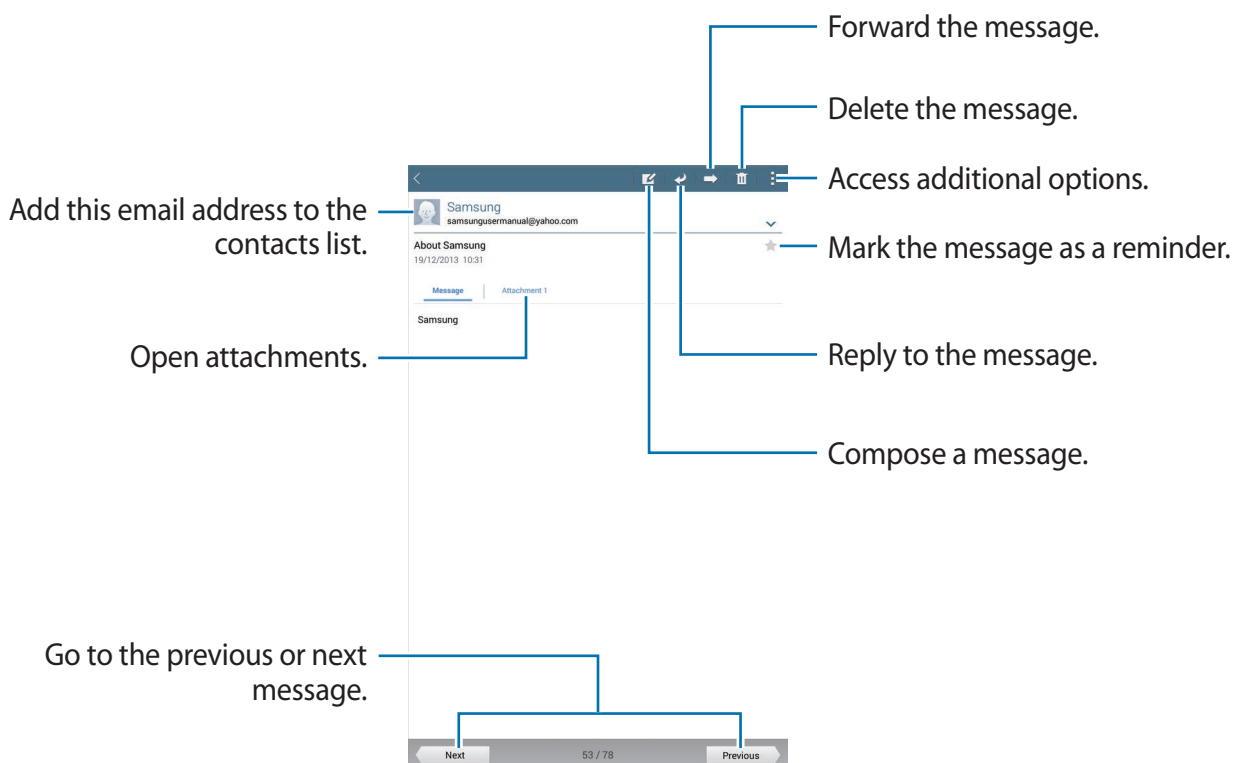 Forward the message.
Delete the message.
Access additional options.
Add this email address to the
contacts list.
Samsung
samsungusermanual@yahoo.com
Mark the message as a reminder.
About Samsung
19/12/2013 10:31
Message
Attachment 1
Samsung
Open attachments.
Reply to the message.
Compose a message.
Go to the previous or next
message.
Next
53 / 78
Previous